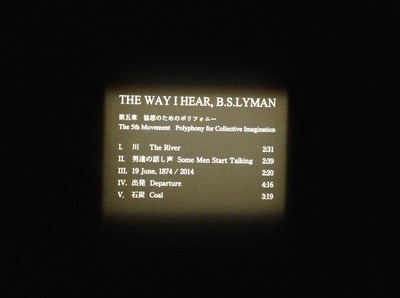 THE WAY I HEAR, B.S.LYMAN
第五章 協想のためのポリフォニー
The 5th Movement Polyphony for Collective Imagination
I. 川 The River 2:31
II. 男達の話し声 Some Men Start Talking 2:39
III. 19 June, 1874 / 2014 2:20
IV. 出発 Departure 4:16
V. 石炭 Coal 3:19